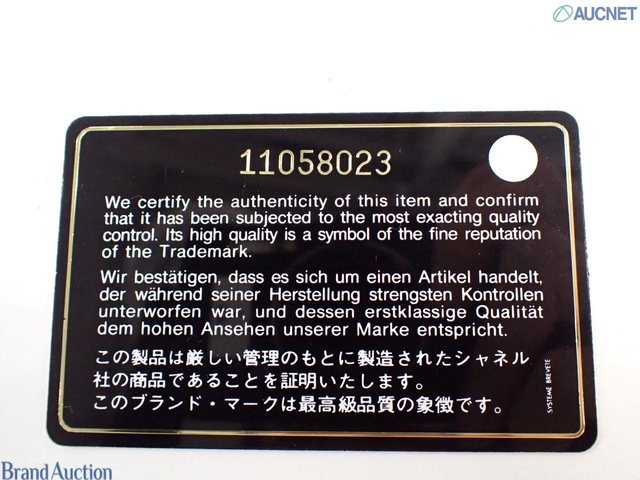 AUCNET
11058023
We certify the authenticity of this item and confirm
that it has been subjected to the most exacting quality
control. Its high quality is a symbol of the fine reputation
of the Trademark.
Wir bestätigen, dass es sich um einen Artikel handelt,
der während seiner Herstellung strengsten Kontrollen
unterworfen war, und dessen erstklassige Qualität
dem hohen Ansehen unserer Marke entspricht.
この製品は厳しい管理のもとに製造されたシャネル
社の商品であることを証明いたします。
このブランド・マークは最高級品質の象徴です。
SYSTEME BREVETE
Brand Auction